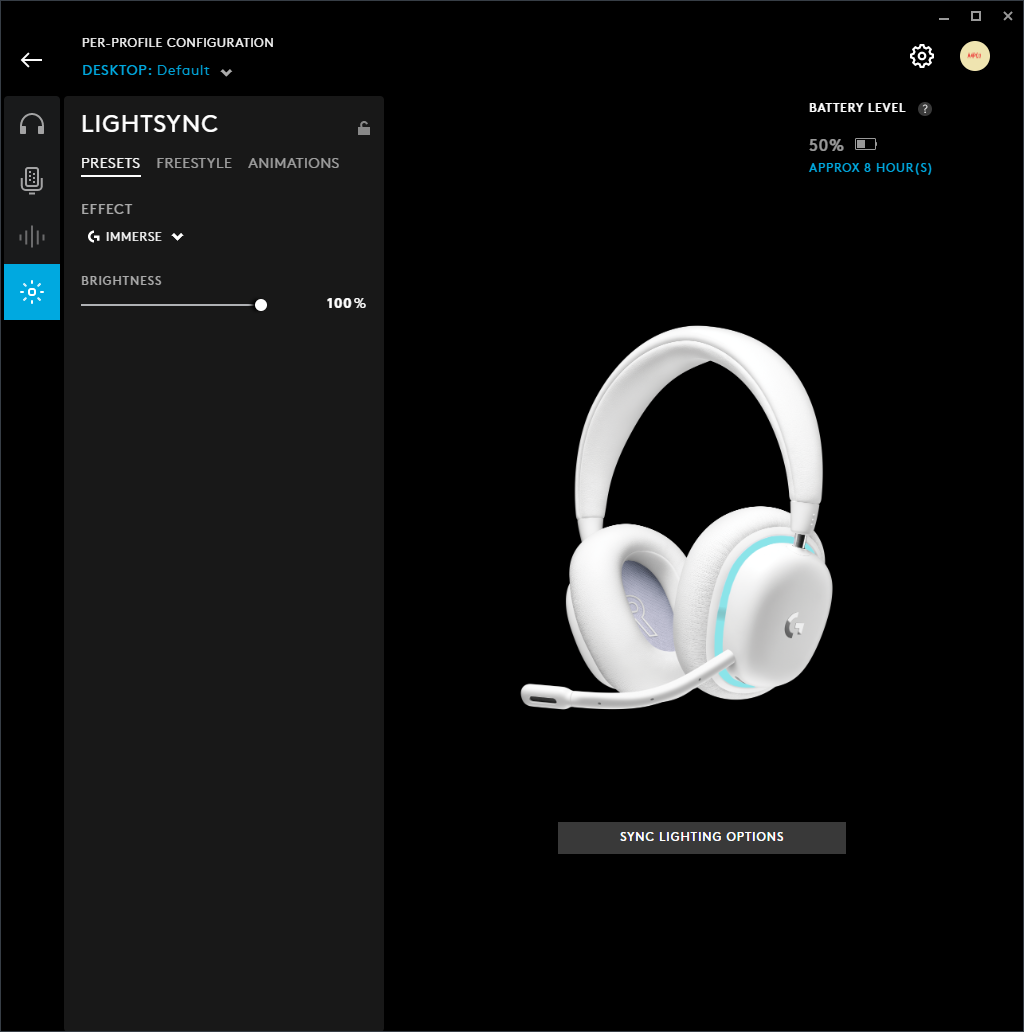 PER-PROFILE CONFIGURATION
DESKTOP: Default
LIGHTSYNC
PRESETS FREESTYLE ANIMATIONS
EFFECT
IMMERSE
BRIGHTNESS
100%
BATTERY LEVEL ?
50%
APPROX 8 HOUR(S)
SYNC LIGHTING OPTIONS